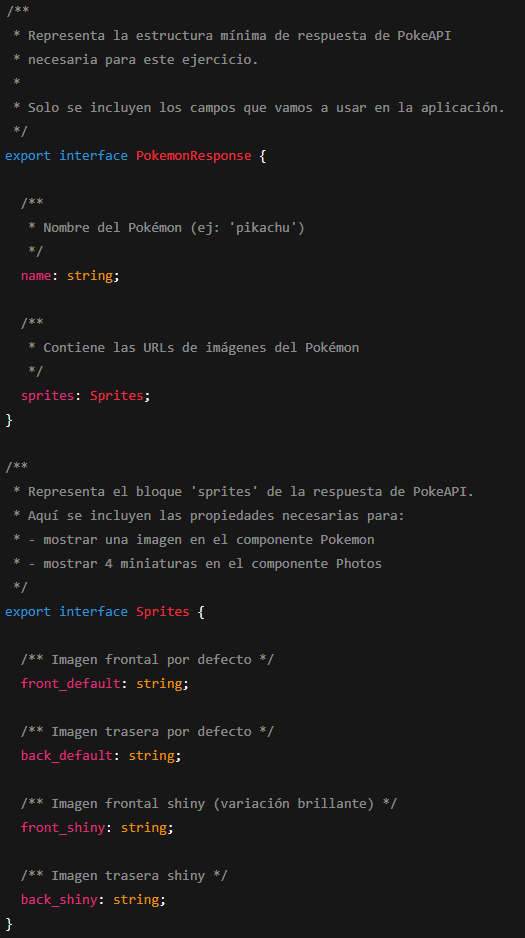 /**
 * Representa la estructura mínima de respuesta de PokeAPI
 * necesaria para este ejercicio.
 *
 * Solo se incluyen los campos que vamos a usar en la aplicación.
 */
export interface PokemonResponse {

  /**
   * Nombre del Pokémon (ej: 'pikachu')
   */
  name: string;

  /**
   * Contiene las URLs de imágenes del Pokémon
   */
  sprites: Sprites;
}

/**
 * Representa el bloque 'sprites' de la respuesta de PokeAPI.
 * Aquí se incluyen las propiedades necesarias para:
 * - mostrar una imagen en el componente Pokemon
 * - mostrar 4 miniaturas en el componente Photos
 */
export interface Sprites {

  /** Imagen frontal por defecto */
  front_default: string;

  /** Imagen trasera por defecto */
  back_default: string;

  /** Imagen frontal shiny (variación brillante) */
  front_shiny: string;

  /** Imagen trasera shiny */
  back_shiny: string;
}